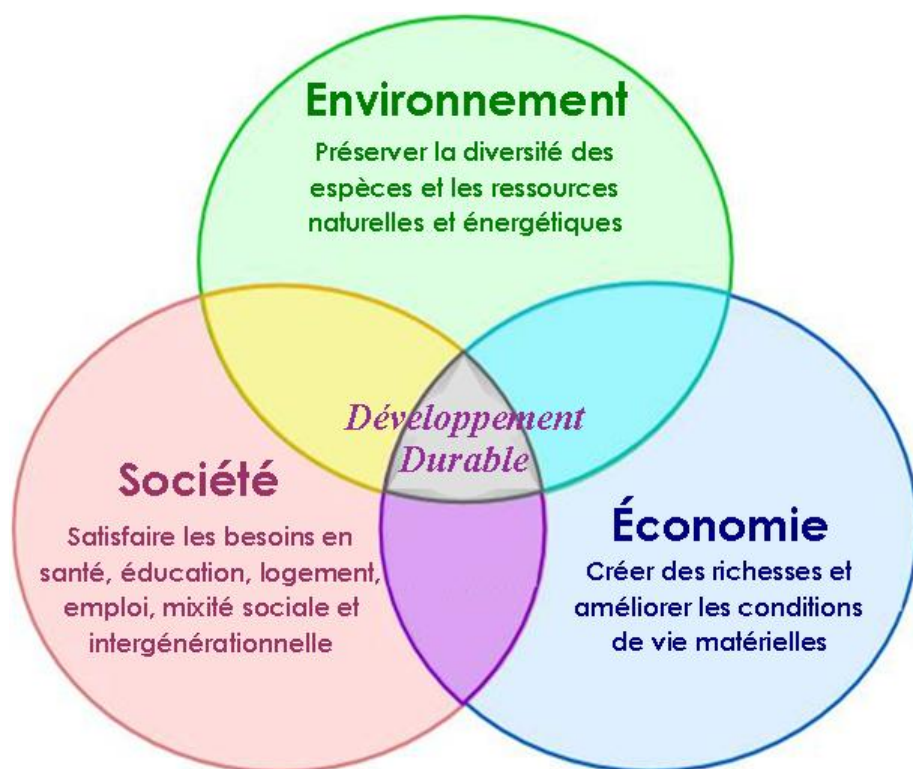 Environnement
Préserver la diversité des
espèces et les ressources
naturelles et énergétiques
Développement
Durable
Société
Satisfaire les besoins en
santé, éducation, logement,
emploi, mixité sociale et
intergénérationnelle
Économie
Créer des richesses et
améliorer les conditions
de vie matérielles